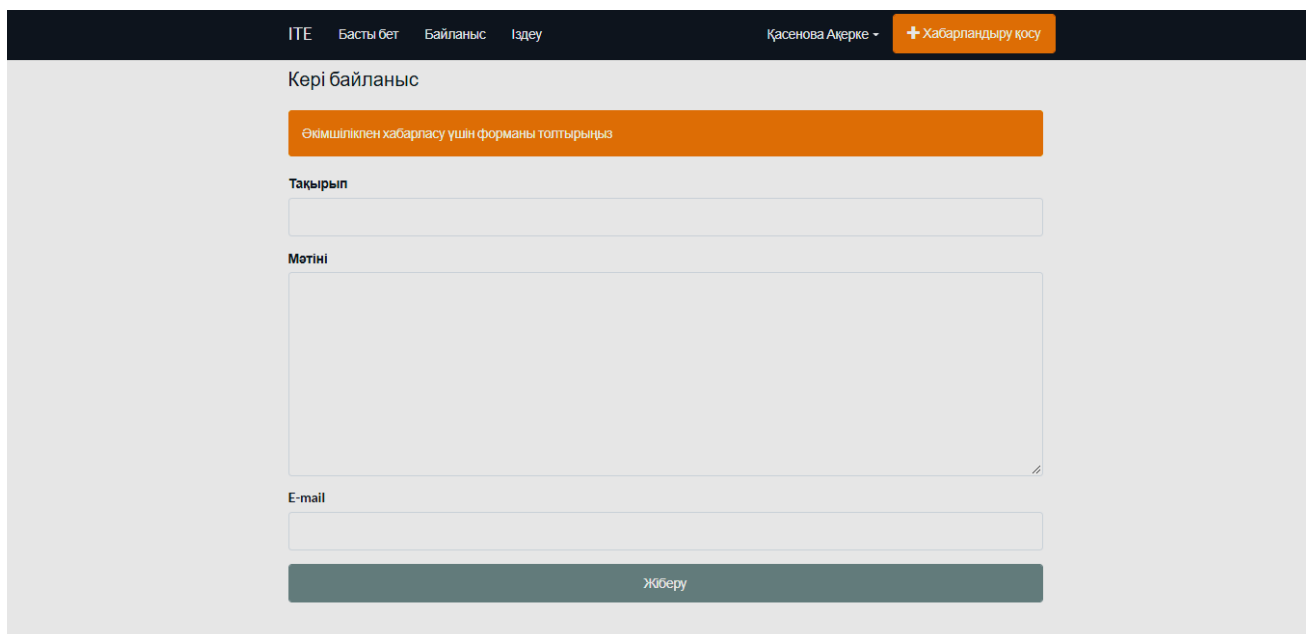 ITE Басты бет Байланыс Іздеу Қасенова Ақерке Хабарландыру қосу
Кері байланыс
Әкімшілікпен хабарласу үшін форманы толтырыңыз
Тақырып
Мәтіні
E-mail
Жіберу